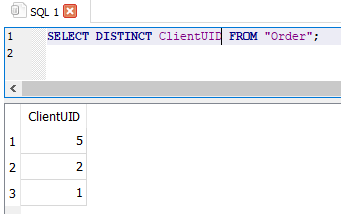 SQL 1
1 SELECT DISTINCT ClientUID FROM "Order";
2
ClientUID
1 5
2 2
3 1